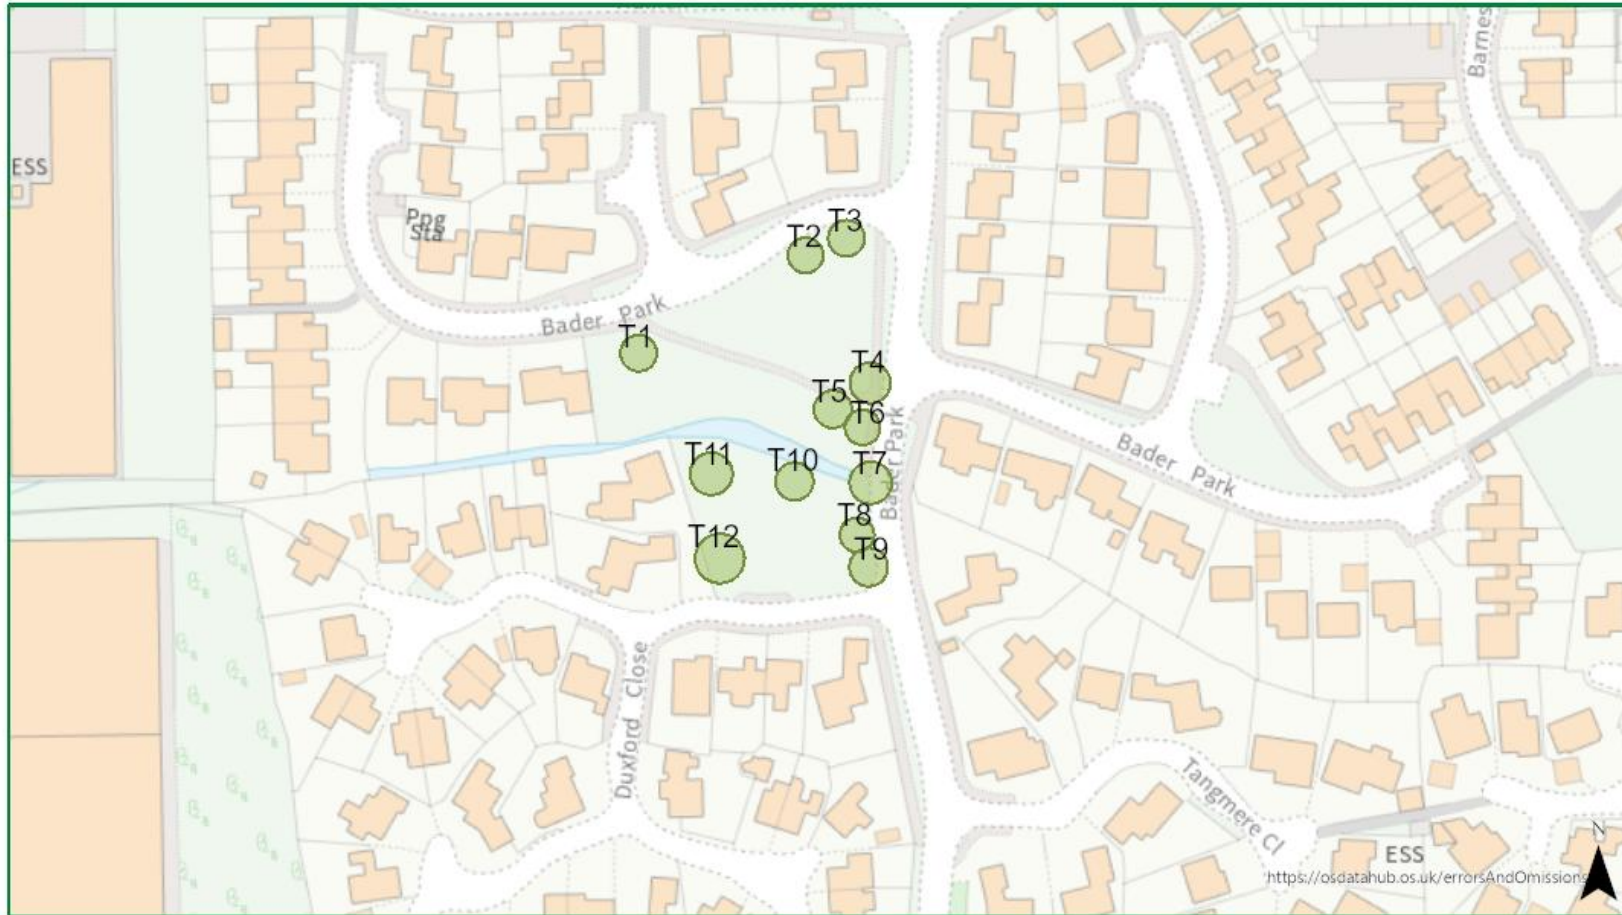 Barnes
ESS
Ppg
Sta
T3
T2
Bader Park
T1
T4
T5
T6
Bader Park
Bader Park
T11
T10
T7
T8
T12
T9
Duxford Close
Tangmere Cl
N
ESS
https://osdatahub.os.uk/errorsAndOmissions